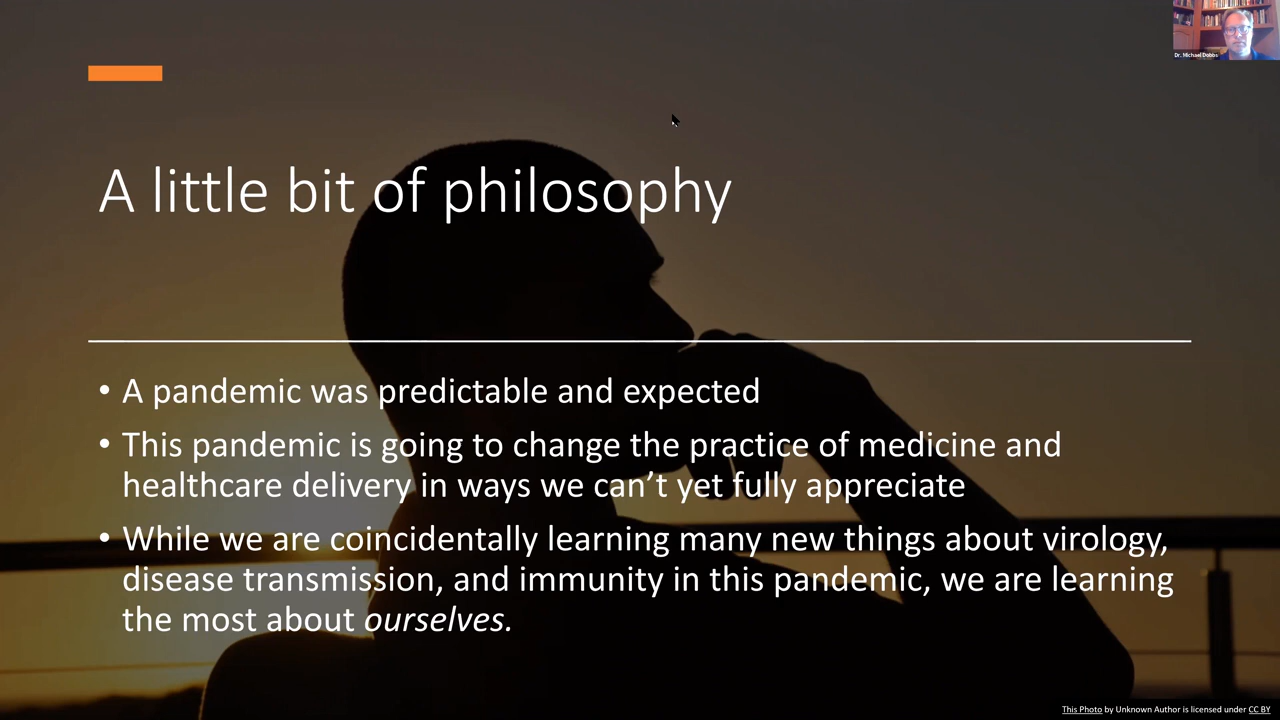 Dr. Michael Dobbs
A little bit of philosophy
• A pandemic was predictable and expected
• This pandemic is going to change the practice of medicine and
healthcare delivery in ways we can’t yet fully appreciate
• While we are coincidentally learning many new things about virology,
disease transmission, and immunity in this pandemic, we are learning
the most about ourselves.
This Photo by Unknown Author is licensed under CC BY